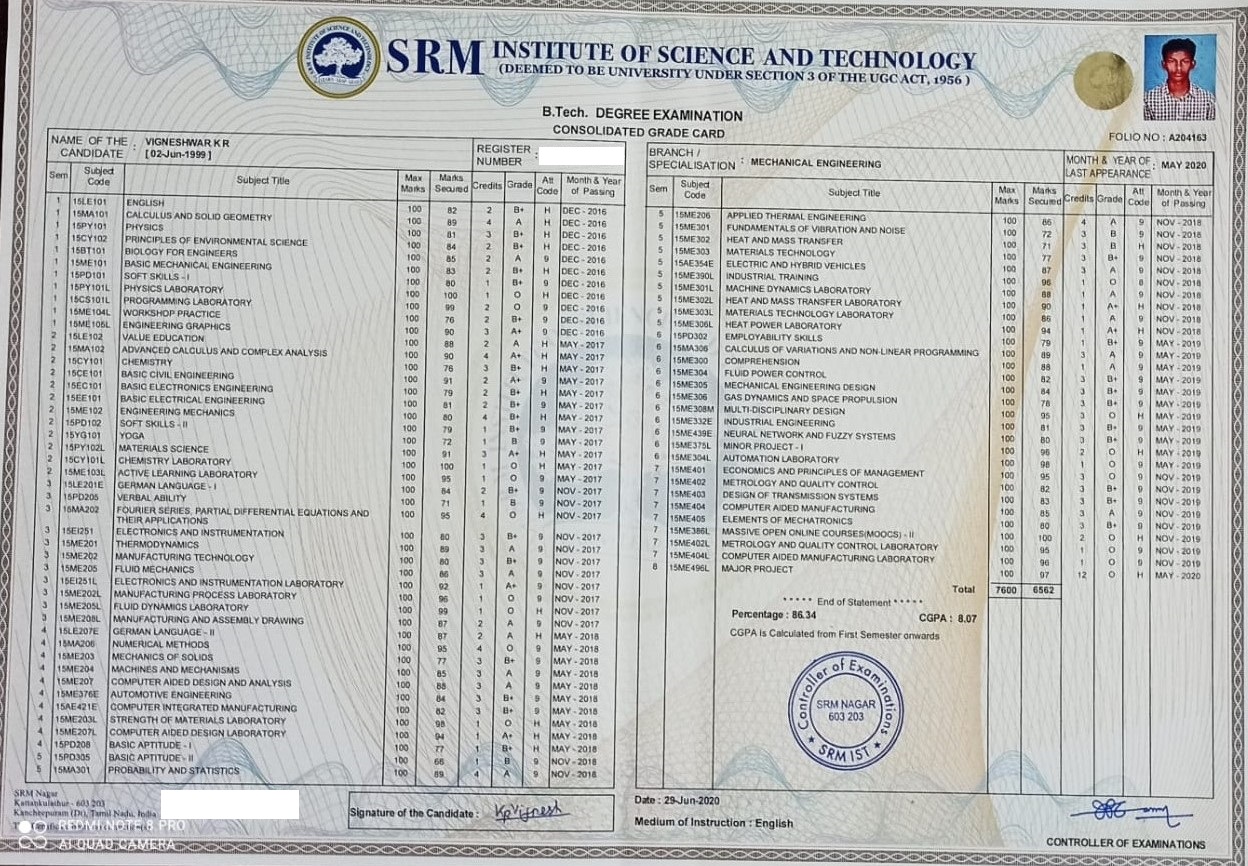 SRM INSTITUTE OF SCIENCE AND TECHNOLOGY
(DEEMED TO BE UNIVERSITY UNDER SECTION 3 OF THE UGC ACT, 1956)
B.Tech. DEGREE EXAMINATION
CONSOLIDATED GRADE CARD
FOLIO NO : A204163
NAME OF THE CANDIDATE : VIGNESHWAR K R
[ 02-Jun-1999 ]
REGISTER NUMBER :
Sem Subject Code Subject Title Max Marks Marks Secured Credits Grade Att Code Month & Year of Passing
1 15LE101 ENGLISH 100 82 2 B+ H DEC - 2016
1 15MA101 CALCULUS AND SOLID GEOMETRY 100 89 4 A H DEC - 2016
1 15PY101 PHYSICS 100 81 3 B+ H DEC - 2016
1 15CY102 PRINCIPLES OF ENVIRONMENTAL SCIENCE 100 84 2 B+ H DEC - 2016
1 15BT101 BIOLOGY FOR ENGINEERS 100 85 2 A 9 DEC - 2016
1 15ME101 BASIC MECHANICAL ENGINEERING 100 83 2 B+ H DEC - 2016
1 15PD101 SOFT SKILLS - I 100 80 1 B+ 9 DEC - 2016
1 15PY101L PHYSICS LABORATORY 100 100 1 O H DEC - 2016
1 15CS101L PROGRAMMING LABORATORY 100 99 2 O 9 DEC - 2016
1 15ME104L WORKSHOP PRACTICE 100 76 2 B+ 9 DEC - 2016
1 15ME105L ENGINEERING GRAPHICS 100 90 3 A+ 9 DEC - 2016
2 15LE102 VALUE EDUCATION 100 88 2 A H MAY - 2017
2 15MA102 ADVANCED CALCULUS AND COMPLEX ANALYSIS 100 90 4 A+ H MAY - 2017
2 15CY101 CHEMISTRY 100 76 3 B+ H MAY - 2017
2 15CE101 BASIC CIVIL ENGINEERING 100 91 2 A+ 9 MAY - 2017
2 15EC101 BASIC ELECTRONICS ENGINEERING 100 79 2 B+ H MAY - 2017
2 15EE101 BASIC ELECTRICAL ENGINEERING 100 81 2 B+ 9 MAY - 2017
2 15ME102 ENGINEERING MECHANICS 100 80 4 B+ H MAY - 2017
2 15PD102 SOFT SKILLS - II 100 79 1 B+ 9 MAY - 2017
2 15YG101 YOGA 100 72 1 B 9 MAY - 2017
2 15PY102L MATERIALS SCIENCE 100 91 3 A+ H MAY - 2017
2 15CY101L CHEMISTRY LABORATORY 100 100 1 O H MAY - 2017
2 15ME103L ACTIVE LEARNING LABORATORY 100 95 1 O 9 MAY - 2017
3 15LE201E GERMAN LANGUAGE - I 100 84 2 B+ 9 NOV - 2017
3 15PD205 VERBAL ABILITY 100 71 1 B 9 NOV - 2017
3 15MA202 FOURIER SERIES, PARTIAL DIFFERENTIAL EQUATIONS AND 100 95 4 O H NOV - 2017
THEIR APPLICATIONS
3 15EI251 ELECTRONICS AND INSTRUMENTATION 100 80 3 B+ 9 NOV - 2017
3 15ME201 THERMODYNAMICS 100 89 3 A 9 NOV - 2017
3 15ME202 MANUFACTURING TECHNOLOGY 100 80 3 B+ 9 NOV - 2017
3 15ME205 FLUID MECHANICS 100 86 3 A 9 NOV - 2017
3 15EI251L ELECTRONICS AND INSTRUMENTATION LABORATORY 100 92 1 A+ 9 NOV - 2017
3 15ME202L MANUFACTURING PROCESS LABORATORY 100 96 1 O 9 NOV - 2017
3 15ME205L FLUID DYNAMICS LABORATORY 100 99 1 O H NOV - 2017
3 15ME208L MANUFACTURING AND ASSEMBLY DRAWING 100 87 2 A 9 NOV - 2017
4 15LE207E GERMAN LANGUAGE - II 100 87 2 A H MAY - 2018
4 15MA206 NUMERICAL METHODS 100 95 4 O 9 MAY - 2018
4 15ME203 MECHANICS OF SOLIDS 100 77 3 B+ 9 MAY - 2018
4 15ME204 MACHINES AND MECHANISMS 100 85 3 A 9 MAY - 2018
4 15ME207 COMPUTER AIDED DESIGN AND ANALYSIS 100 88 3 A 9 MAY - 2018
4 15ME376E AUTOMOTIVE ENGINEERING 100 84 3 B+ 9 MAY - 2018
4 15AE421E COMPUTER INTEGRATED MANUFACTURING 100 82 3 B+ 9 MAY - 2018
4 15ME203L STRENGTH OF MATERIALS LABORATORY 100 98 1 O H MAY - 2018
4 15ME207L COMPUTER AIDED DESIGN LABORATORY 100 94 1 A+ H MAY - 2018
4 15PD208 BASIC APTITUDE - I 100 77 1 B+ H MAY - 2018
5 15PD305 BASIC APTITUDE - II 100 66 1 B 9 NOV - 2018
5 15MA301 PROBABILITY AND STATISTICS 100 89 4 A 9 NOV - 2018
BRANCH / SPECIALISATION : MECHANICAL ENGINEERING
MONTH & YEAR OF LAST APPEARANCE : MAY 2020
Sem Subject Code Subject Title Max Marks Marks Secured Credits Grade Att Code Month & Year of Passing
5 15ME206 APPLIED THERMAL ENGINEERING 100 86 4 A 9 NOV - 2018
5 15ME301 FUNDAMENTALS OF VIBRATION AND NOISE 100 72 3 B 9 NOV - 2018
5 15ME302 HEAT AND MASS TRANSFER 100 71 3 B H NOV - 2018
5 15ME303 MATERIALS TECHNOLOGY 100 77 3 B+ 9 NOV - 2018
5 15AE354E ELECTRIC AND HYBRID VEHICLES 100 87 3 A 9 NOV - 2018
5 15ME390L INDUSTRIAL TRAINING 100 96 1 O 8 NOV - 2018
5 15ME301L MACHINE DYNAMICS LABORATORY 100 88 1 A 9 NOV - 2018
5 15ME302L HEAT AND MASS TRANSFER LABORATORY 100 90 1 A+ H NOV - 2018
5 15ME303L MATERIALS TECHNOLOGY LABORATORY 100 86 1 A 9 NOV - 2018
5 15ME306L HEAT POWER LABORATORY 100 94 1 A+ H NOV - 2018
6 15PD302 EMPLOYABILITY SKILLS 100 79 1 B+ 9 MAY - 2019
6 15MA306 CALCULUS OF VARIATIONS AND NON-LINEAR PROGRAMMING 100 89 3 A 9 MAY - 2019
6 15ME300 COMPREHENSION 100 88 1 A 9 MAY - 2019
6 15ME304 FLUID POWER CONTROL 100 82 3 B+ 9 MAY - 2019
6 15ME305 MECHANICAL ENGINEERING DESIGN 100 84 3 B+ 9 MAY - 2019
6 15ME306 GAS DYNAMICS AND SPACE PROPULSION 100 78 3 B+ 9 MAY - 2019
6 15ME308M MULTI-DISCIPLINARY DESIGN 100 95 3 O H MAY - 2019
6 15ME332E INDUSTRIAL ENGINEERING 100 81 3 B+ 9 MAY - 2019
6 15ME439E NEURAL NETWORK AND FUZZY SYSTEMS 100 80 3 B+ 9 MAY - 2019
6 15ME375L MINOR PROJECT - I 100 96 2 O H MAY - 2019
6 15ME304L AUTOMATION LABORATORY 100 98 1 O 9 MAY - 2019
7 15ME401 ECONOMICS AND PRINCIPLES OF MANAGEMENT 100 95 3 O 9 NOV - 2019
7 15ME402 METROLOGY AND QUALITY CONTROL 100 82 3 B+ 9 NOV - 2019
7 15ME403 DESIGN OF TRANSMISSION SYSTEMS 100 83 3 B+ 9 NOV - 2019
7 15ME404 COMPUTER AIDED MANUFACTURING 100 85 3 A 9 NOV - 2019
7 15ME405 ELEMENTS OF MECHATRONICS 100 80 3 B+ 9 NOV - 2019
7 15ME386L MASSIVE OPEN ONLINE COURSES(MOOCS) - II 100 100 2 O H NOV - 2019
7 15ME402L METROLOGY AND QUALITY CONTROL LABORATORY 100 95 1 O 9 NOV - 2019
7 15ME404L COMPUTER AIDED MANUFACTURING LABORATORY 100 96 1 O 9 NOV - 2019
8 15ME496L MAJOR PROJECT 100 97 12 O H MAY - 2020
Total 7600 6562
* * * * * End of Statement * * * * *
Percentage : 86.34 CGPA : 8.07
CGPA is Calculated from First Semester onwards
Controller of Examinations
SRM NAGAR
603 203
★ SRM IST ★
SRM Nagar
Kattankulathur - 603 203
Kancheepuram (Dt), Tamil Nadu, India
Signature of the Candidate : KpVignesh
Date : 29-Jun-2020
Medium of Instruction : English
CONTROLLER OF EXAMINATIONS
REDMI NOTE 8 PRO
AI QUAD CAMERA